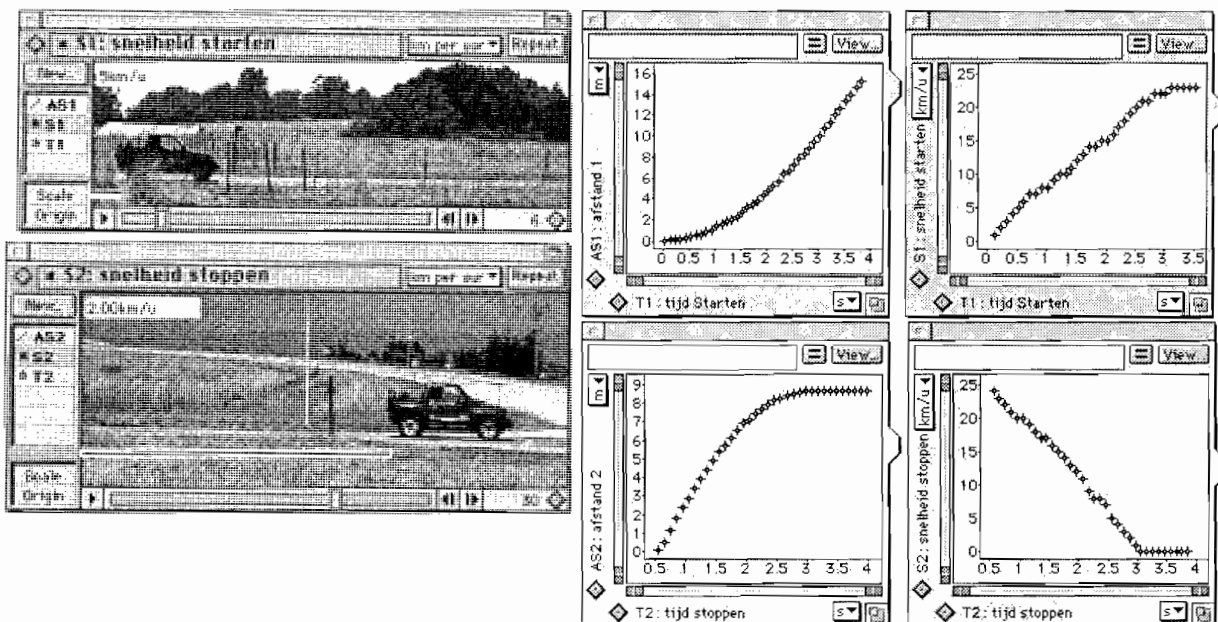 S1: snelheid starten
km per uur
Repeat
New...
5km/u
AS1
S1
T1
Scale
Origin
S2: snelheid stoppen
km per uur
Repeat
New...
2.00km/u
AS2
S2
T2
Scale
Origin
30
View...
m
AS1: afstand 1
16
14
12
10
8
6
4
2
0
0 0.5 1 1.5 2 2.5 3 3.5 4
T1: tijd Starten
s
View...
S1: snelheid starten km/u
25
20
15
10
5
0
0 0.5 1 1.5 2 2.5 3 3.5
T1: tijd Starten
s
View...
m
AS2: afstand 2
9
8
7
6
5
4
3
2
1
0
0.5 1 1.5 2 2.5 3 3.5 4
T2: tijd stoppen
s
View...
S2: snelheid stoppen km/u
25
20
15
10
5
0
0.5 1 1.5 2 2.5 3 3.5 4
T2: tijd stoppen
s